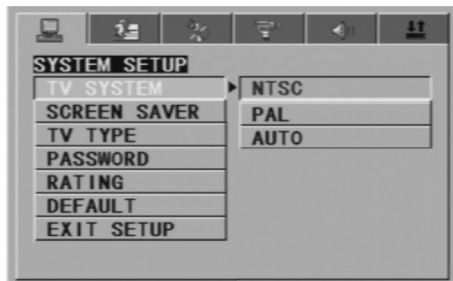 SYSTEM SETUP
TV SYSTEM
SCREEN SAVER
TV TYPE
PASSWORD
RATING
DEFAULT
EXIT SETUP
NTSC
PAL
AUTO